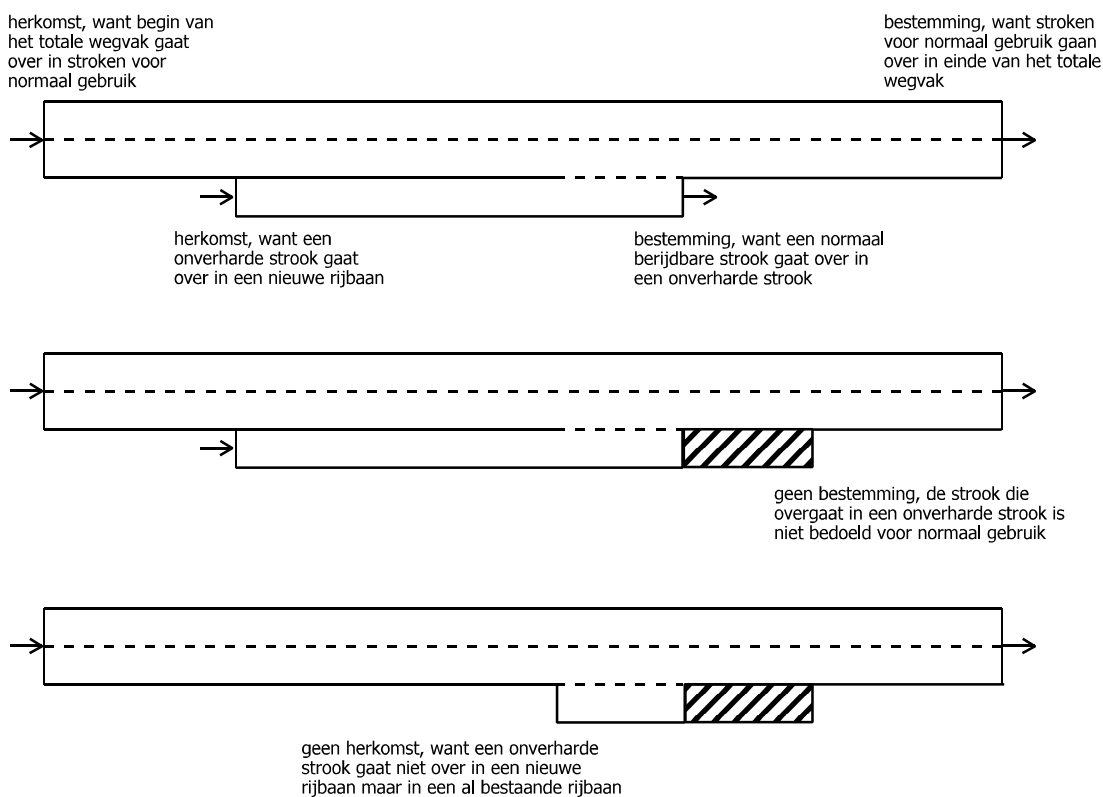 herkomst, want begin van
het totale wegvak gaat
over in stroken voor
normaal gebruik
bestemming, want stroken
voor normaal gebruik gaan
over in einde van het totale
wegvak
herkomst, want een
onverharde strook gaat
over in een nieuwe rijbaan
bestemming, want een normaal
berijdbare strook gaat over in
een onverharde strook
geen bestemming, de strook die
overgaat in een onverharde strook is
niet bedoeld voor normaal gebruik
geen herkomst, want een onverharde
strook gaat niet over in een nieuwe
rijbaan maar in een al bestaande rijbaan